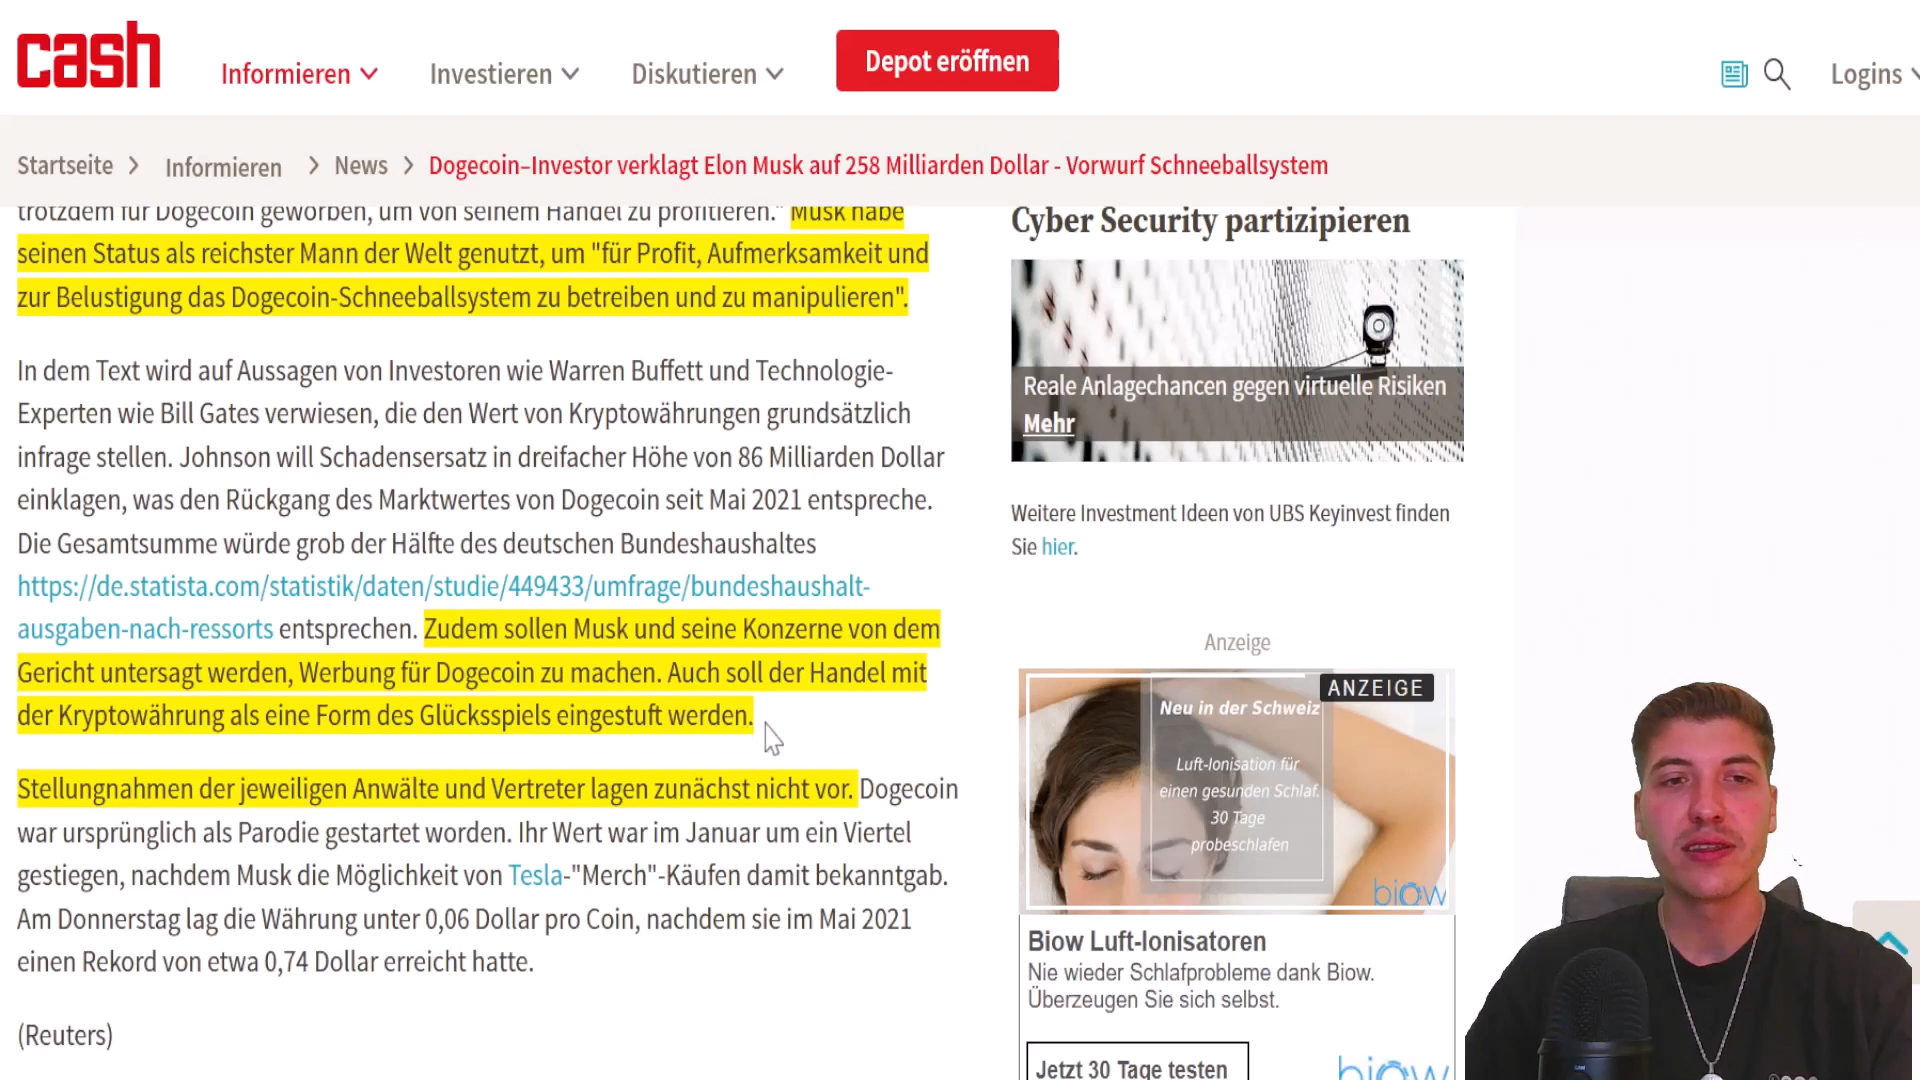 cash
Informieren
Investieren
Diskutieren
Depot eröffnen
Logins
Startseite
Informieren
News
Dogecoin–Investor verklagt Elon Musk auf 258 Milliarden Dollar - Vorwurf Schneeballsystem
trotzdem für Dogecoin geworben, um von seinem Handel zu profitieren." Musk habe
seinen Status als reichster Mann der Welt genutzt, um "für Profit, Aufmerksamkeit und
zur Belustigung das Dogecoin-Schneeballsystem zu betreiben und zu manipulieren".
In dem Text wird auf Aussagen von Investoren wie Warren Buffett und Technologie-
Experten wie Bill Gates verwiesen, die den Wert von Kryptowährungen grundsätzlich
infrage stellen. Johnson will Schadensersatz in dreifacher Höhe von 86 Milliarden Dollar
einklagen, was den Rückgang des Marktwertes von Dogecoin seit Mai 2021 entspreche.
Die Gesamtsumme würde grob der Hälfte des deutschen Bundeshaushaltes
https://de.statista.com/statistik/daten/studie/449433/umfrage/bundeshaushalt-
ausgaben-nach-ressorts entsprechen. Zudem sollen Musk und seine Konzerne von dem
Gericht untersagt werden, Werbung für Dogecoin zu machen. Auch soll der Handel mit
der Kryptowährung als eine Form des Glücksspiels eingestuft werden.
Stellungnahmen der jeweiligen Anwälte und Vertreter lagen zunächst nicht vor. Dogecoin
war ursprünglich als Parodie gestartet worden. Ihr Wert war im Januar um ein Viertel
gestiegen, nachdem Musk die Möglichkeit von Tesla-"Merch"-Käufen damit bekanntgab.
Am Donnerstag lag die Währung unter 0,06 Dollar pro Coin, nachdem sie im Mai 2021
einen Rekord von etwa 0,74 Dollar erreicht hatte.
(Reuters)
Cyber Security partizipieren
Reale Anlagechancen gegen virtuelle Risiken
Mehr
Weitere Investment Ideen von UBS Keyinvest finden
Sie hier.
Anzeige
ANZEIGE
Neu in der Schweiz
Luft-Ionisation für
einen gesunden Schlaf.
30 Tage
probeschlafen
biow
Biow Luft-Ionisatoren
Nie wieder Schlafprobleme dank Biow.
Überzeugen Sie sich selbst.
Jetzt 30 Tage testen
biow